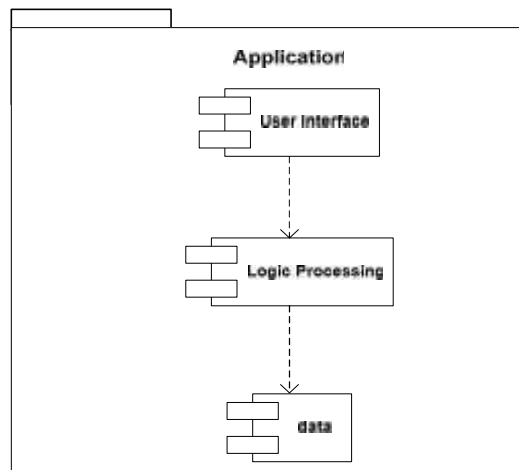 Application
User Interface
Logic Processing
data